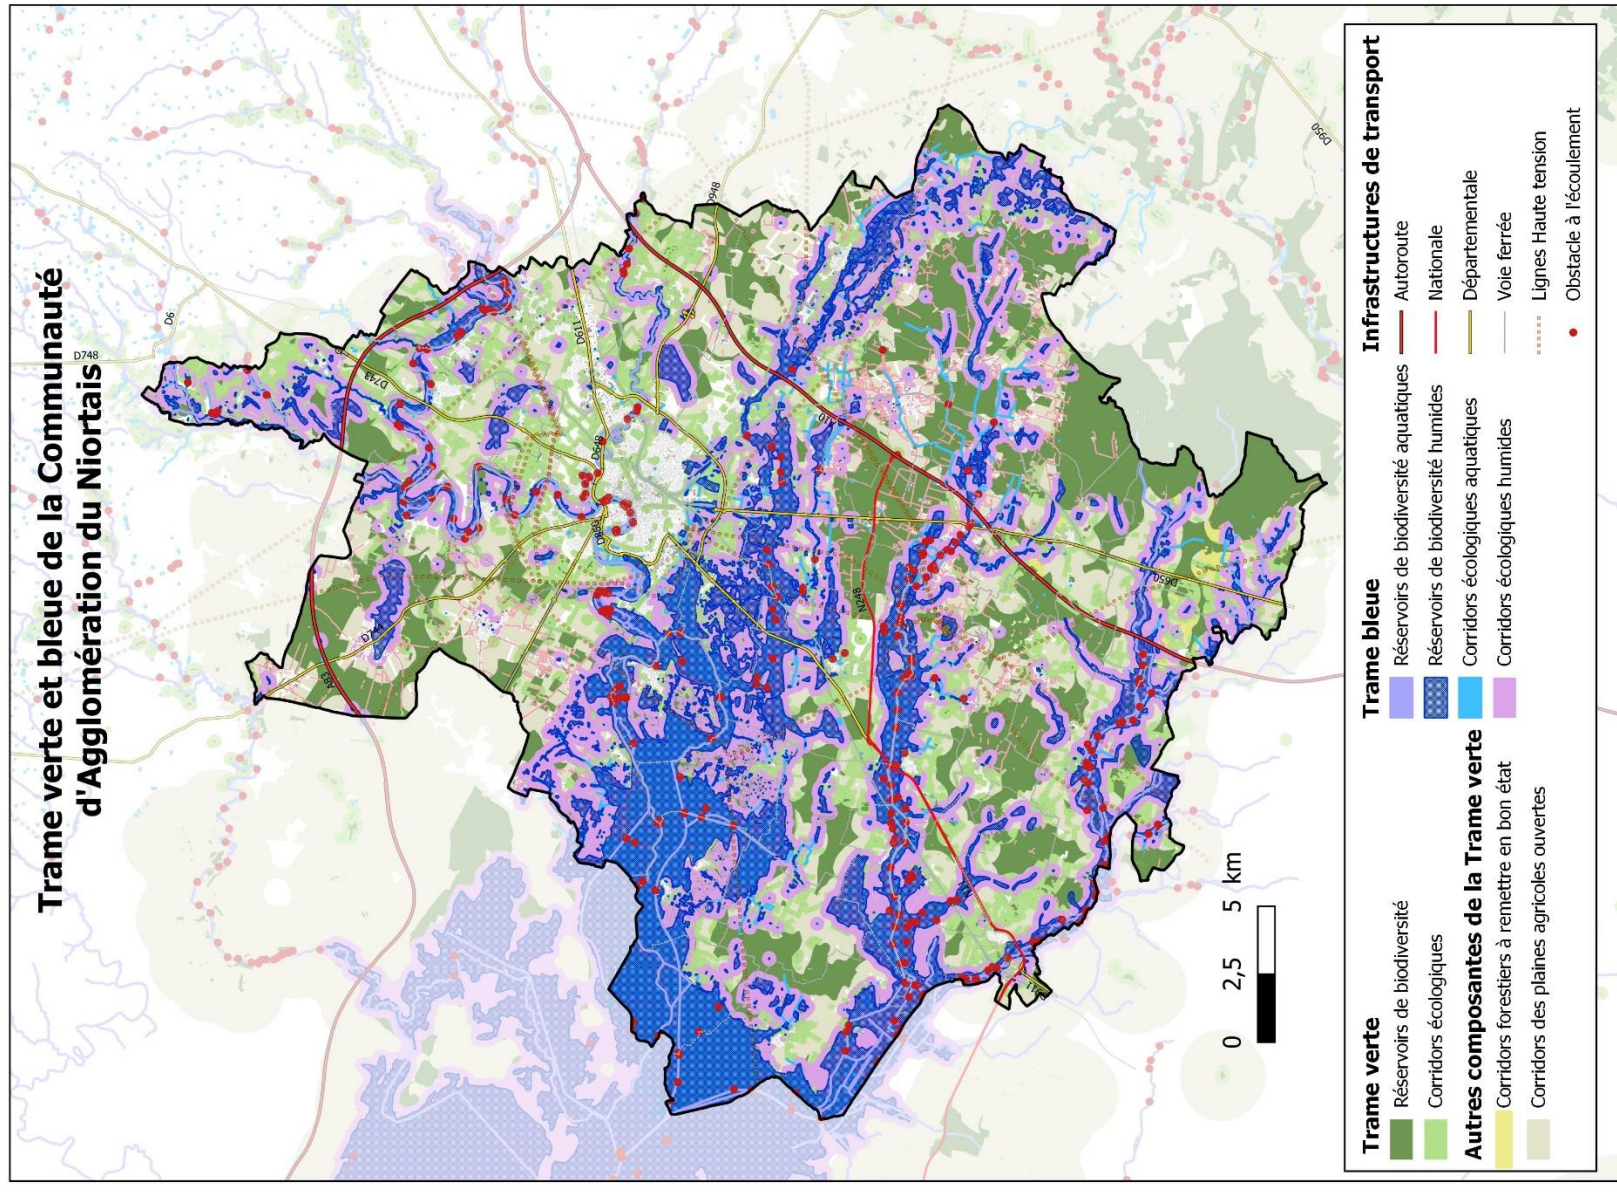 Trame verte et bleue de la Communauté
d'Agglomération du Niortais
D6
D748
D743
D611
D948
D950
D648
D850
A83
D744
A10
N248
D650
0 2,5 5 km
Trame verte
Réservoirs de biodiversité
Corridors écologiques
Autres composantes de la Trame verte
Corridors forestiers à remettre en bon état
Corridors des plaines agricoles ouvertes
Trame bleue
Réservoirs de biodiversité aquatiques
Réservoirs de biodiversité humides
Corridors écologiques aquatiques
Corridors écologiques humides
Infrastructures de transport
Autoroute
Nationale
Départementale
Voie ferrée
Lignes Haute tension
Obstacle à l'écoulement